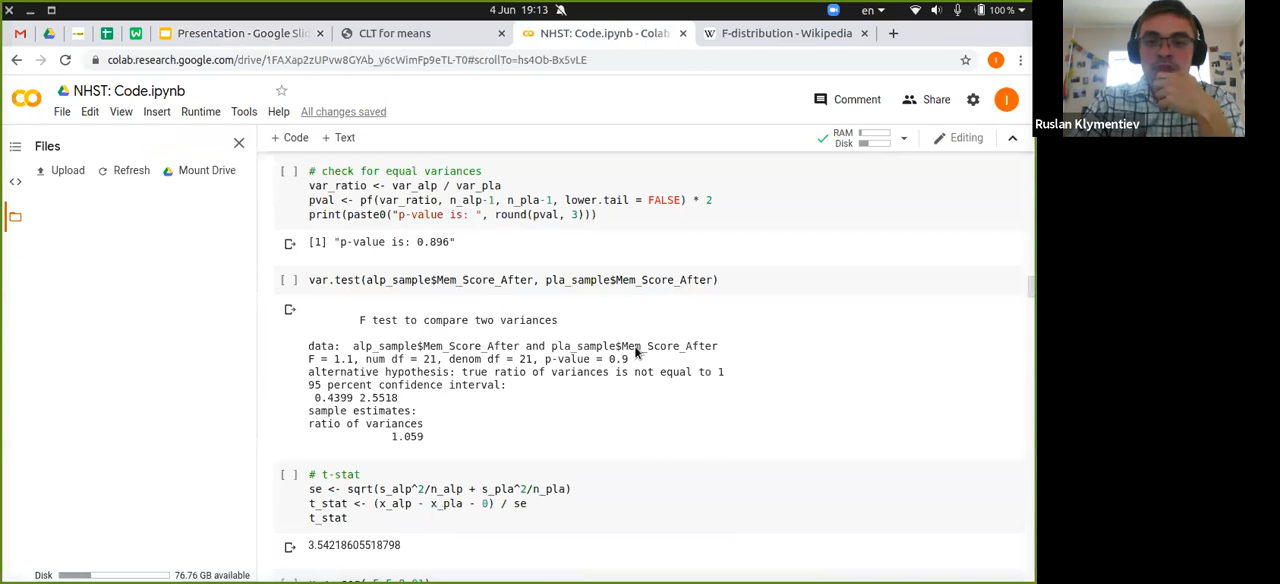 4 Jun 19:13
en
100 %
Presentation - Google Slid
CLT for means
NHST: Code.ipynb - Colab
W F-distribution - Wikipedia
colab.research.google.com/drive/1FAXap2zUPvw8GYAb_y6cWimFp9eTL-T0#scrollTo=hs4Ob-Bx5vLE
NHST: Code.ipynb
Comment
Share
I
File Edit View Insert Runtime Tools Help All changes saved
Files
+ Code + Text
RAM
Disk
Editing
Upload Refresh Mount Drive
[ ] # check for equal variances
var_ratio <- var_alp / var_pla
pval <- pf(var_ratio, n_alp-1, n_pla-1, lower.tail = FALSE) * 2
print(paste0("p-value is: ", round(pval, 3)))
[1] "p-value is: 0.896"
[ ] var.test(alp_sample$Mem_Score_After, pla_sample$Mem_Score_After)
F test to compare two variances
data: alp_sample$Mem_Score_After and pla_sample$Mem_Score_After
F = 1.1, num df = 21, denom df = 21, p-value = 0.9
alternative hypothesis: true ratio of variances is not equal to 1
95 percent confidence interval:
0.4399 2.5518
sample estimates:
ratio of variances
1.059
[ ] # t-stat
se <- sqrt(s_alp^2/n_alp + s_pla^2/n_pla)
t_stat <- (x_alp - x_pla - 0) / se
t_stat
3.54218605518798
Disk 76.76 GB available
Ruslan Klymentiev